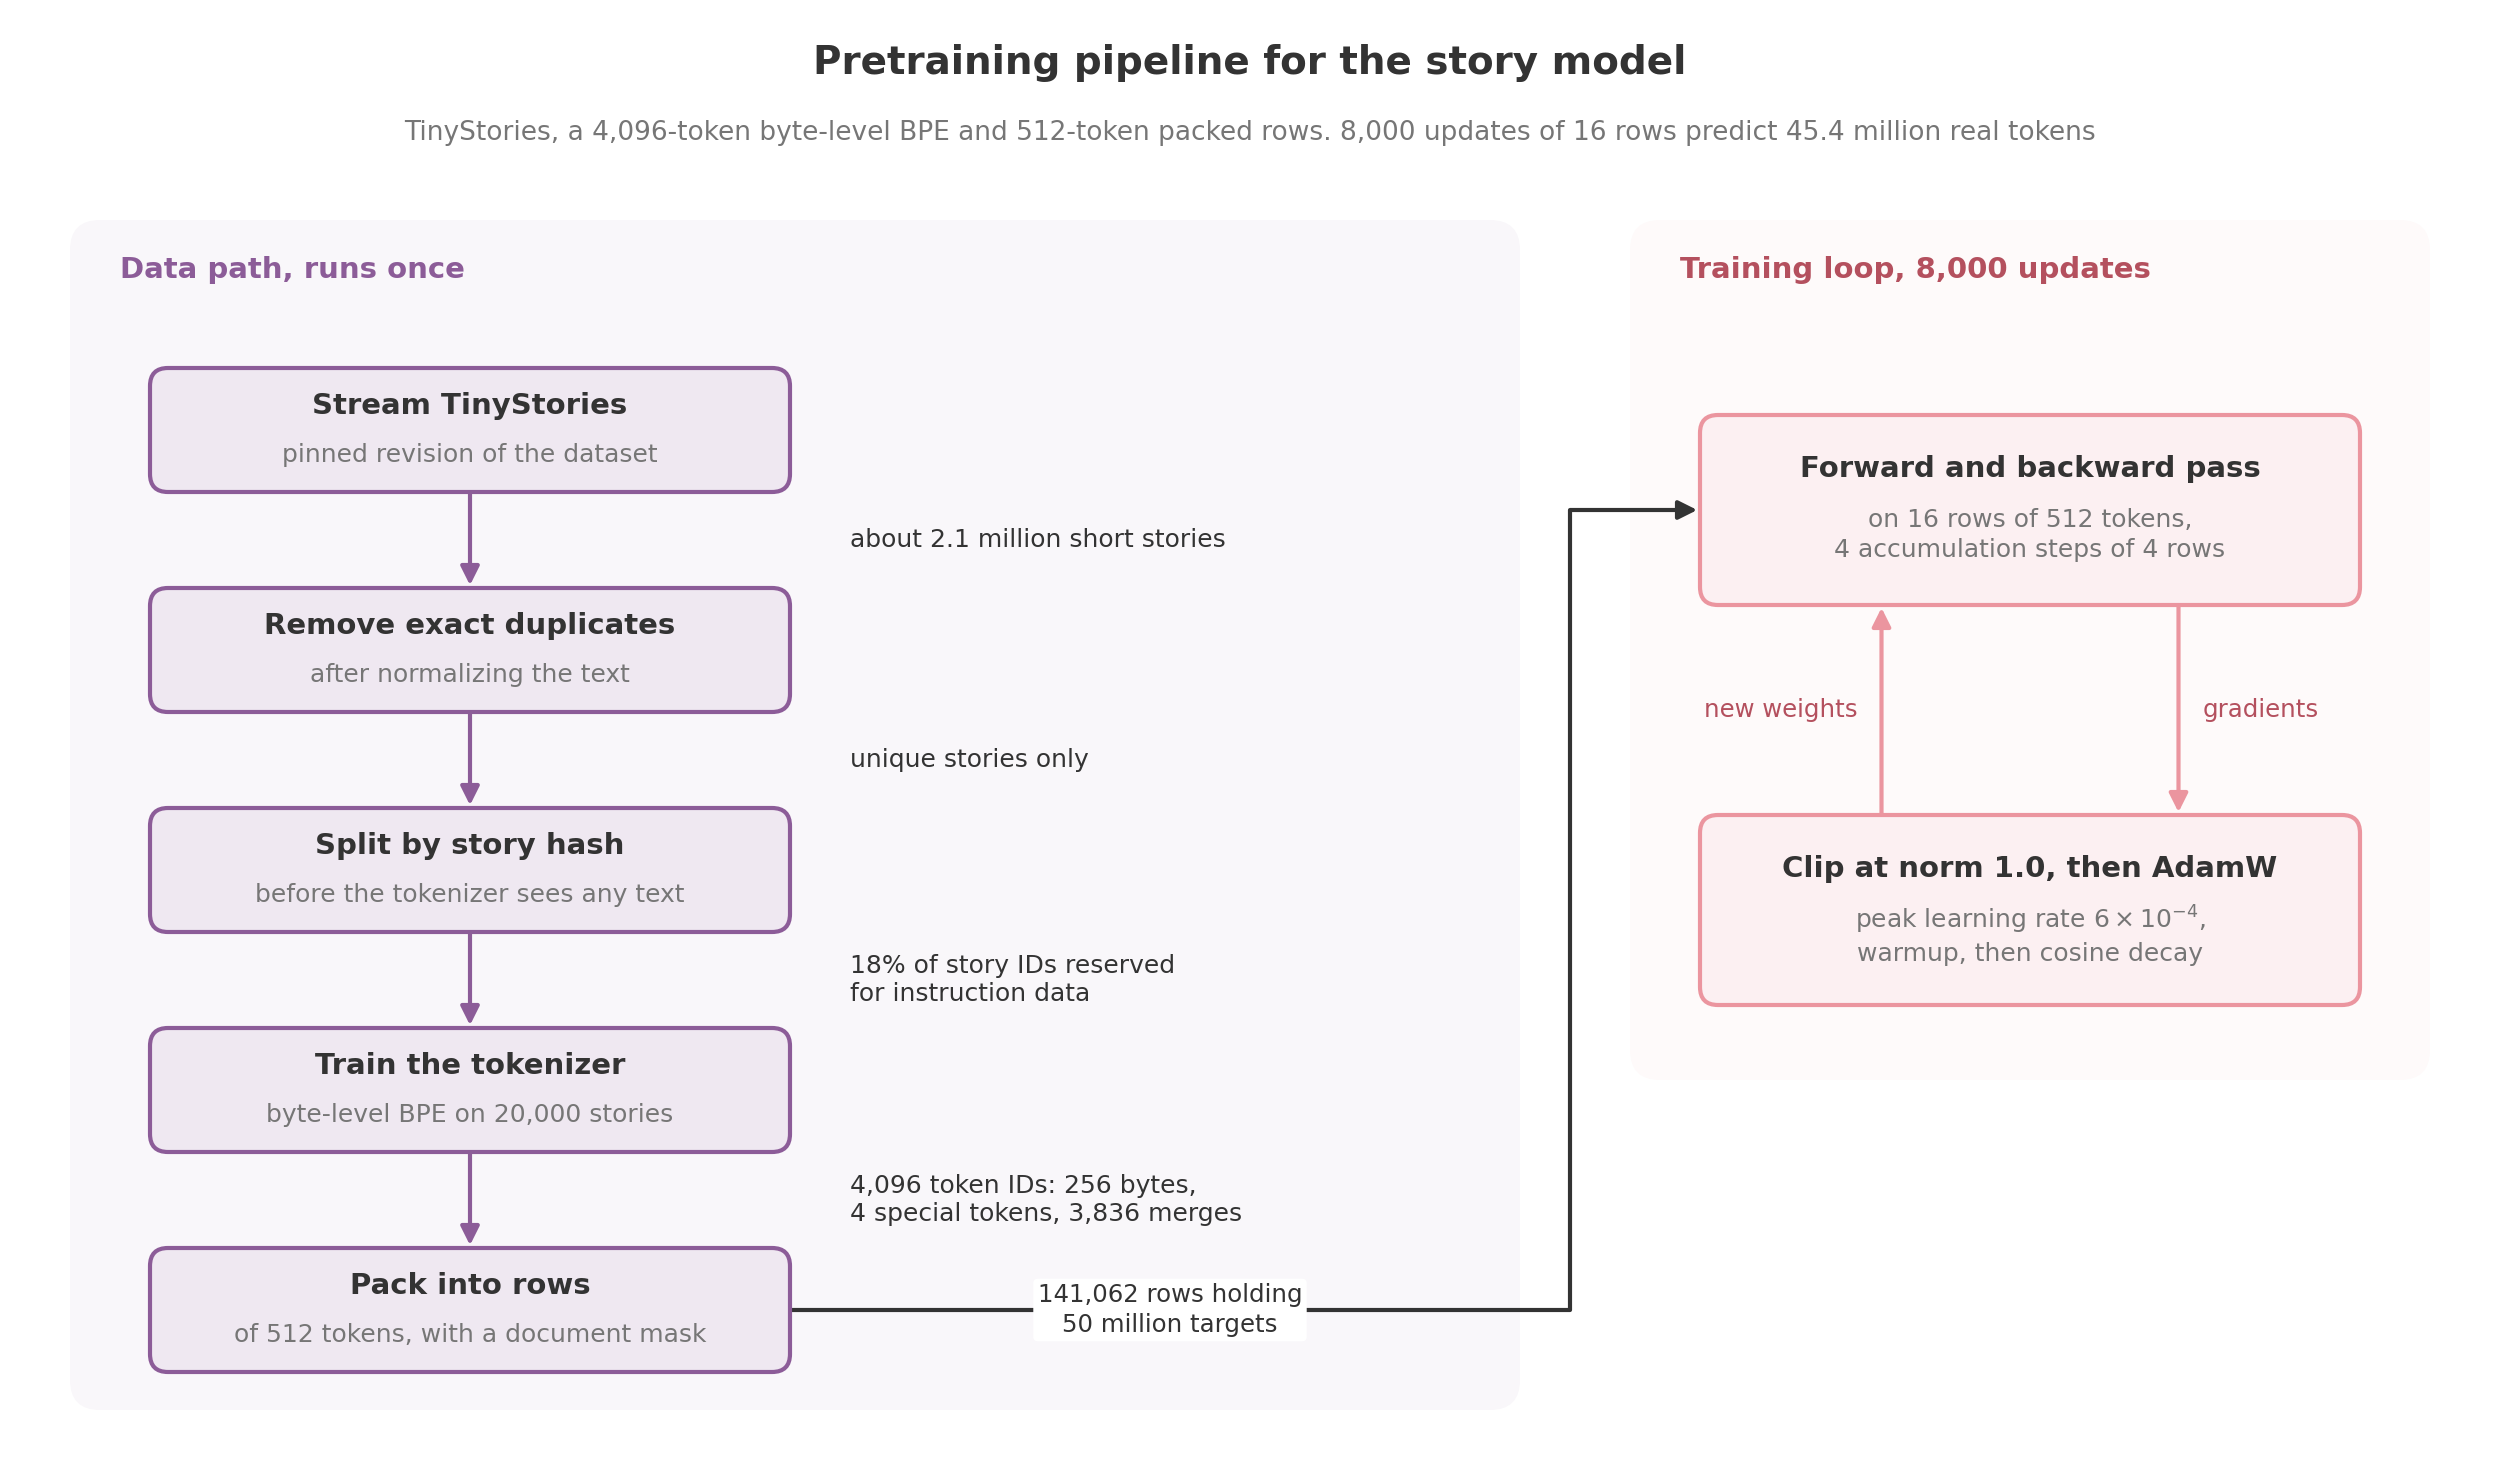 Pretraining pipeline for the story model
TinyStories, a 4,096-token byte-level BPE and 512-token packed rows. 8,000 updates of 16 rows predict 45.4 million real tokens
Data path, runs once
Stream TinyStories
pinned revision of the dataset
about 2.1 million short stories
Remove exact duplicates
after normalizing the text
unique stories only
Split by story hash
before the tokenizer sees any text
18% of story IDs reserved
for instruction data
Train the tokenizer
byte-level BPE on 20,000 stories
4,096 token IDs: 256 bytes,
4 special tokens, 3,836 merges
Pack into rows
of 512 tokens, with a document mask
141,062 rows holding
50 million targets
Training loop, 8,000 updates
Forward and backward pass
on 16 rows of 512 tokens,
4 accumulation steps of 4 rows
new weights
gradients
Clip at norm 1.0, then AdamW
peak learning rate 6 × 10⁻⁴,
warmup, then cosine decay